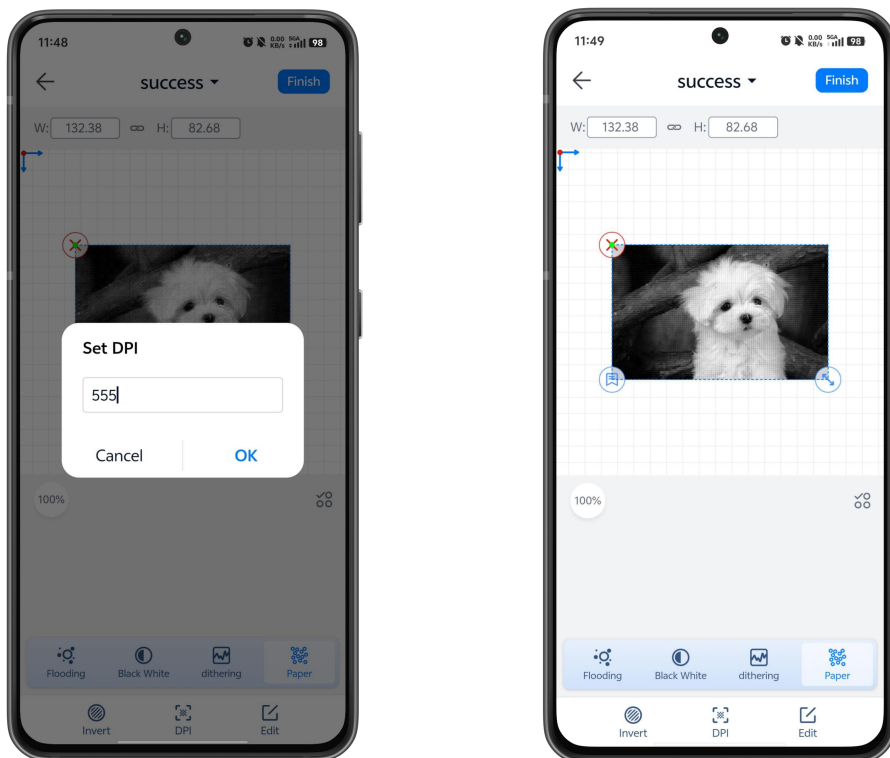 11:48
0.00 KB/s 5GA 98
success
Finish
W: 132.38 H: 82.68
Set DPI
555
Cancel OK
100%
Flooding Black White dithering Paper
Invert DPI Edit
11:49
0.00 KB/s 5GA 98
success
Finish
W: 132.38 H: 82.68
100%
Flooding Black White dithering Paper
Invert DPI Edit